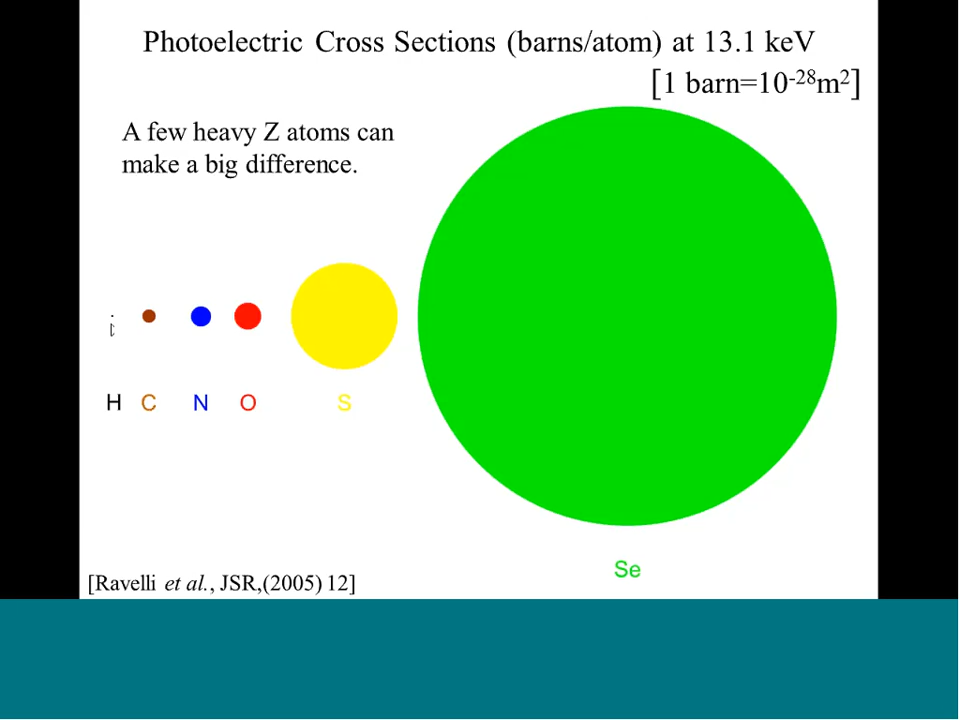 Photoelectric Cross Sections (barns/atom) at 13.1 keV
[1 barn=10⁻²⁸m²]
A few heavy Z atoms can
make a big difference.
H C N O S
Se
[Ravelli et al., JSR,(2005) 12]